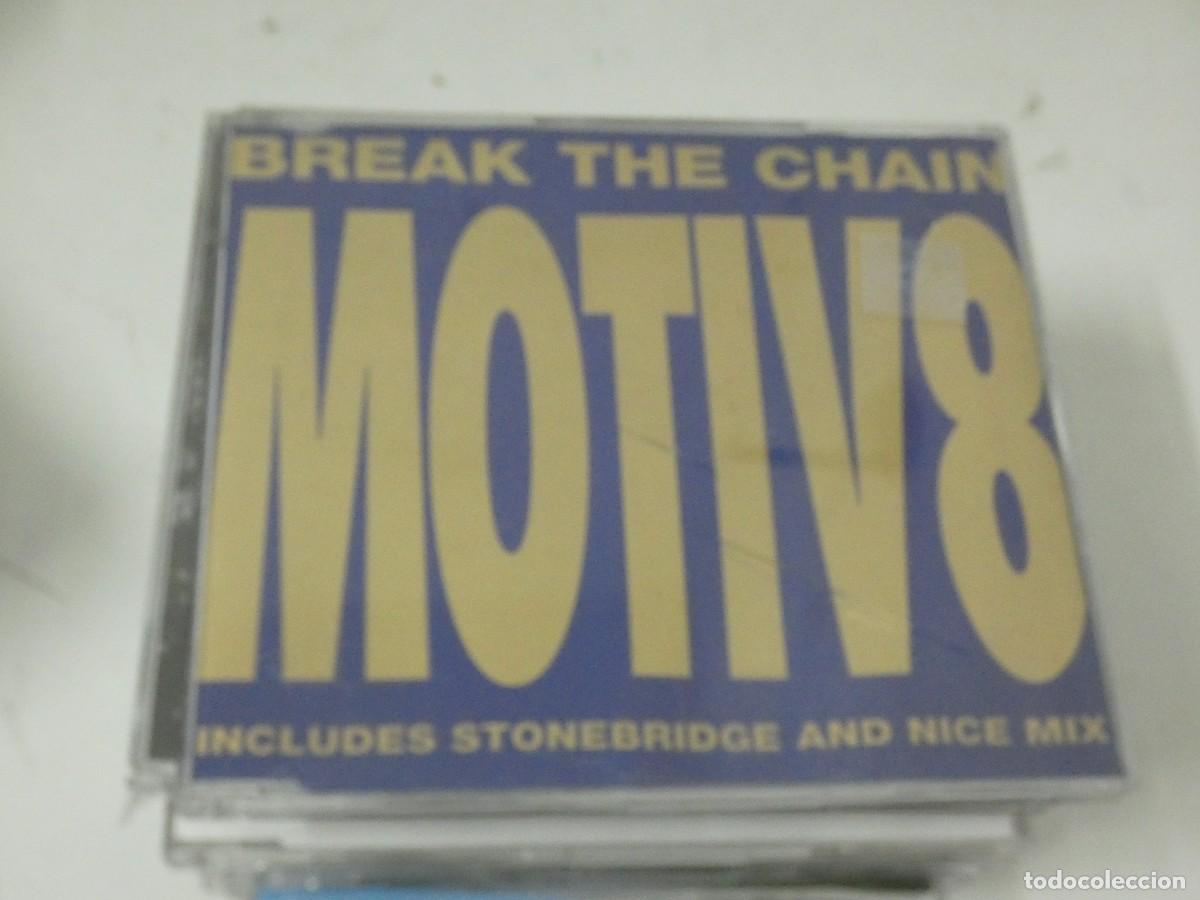 BREAK THE CHAIN
MOTIV8
INCLUDES STONEBRIDGE AND NICE MIX
todocoleccion